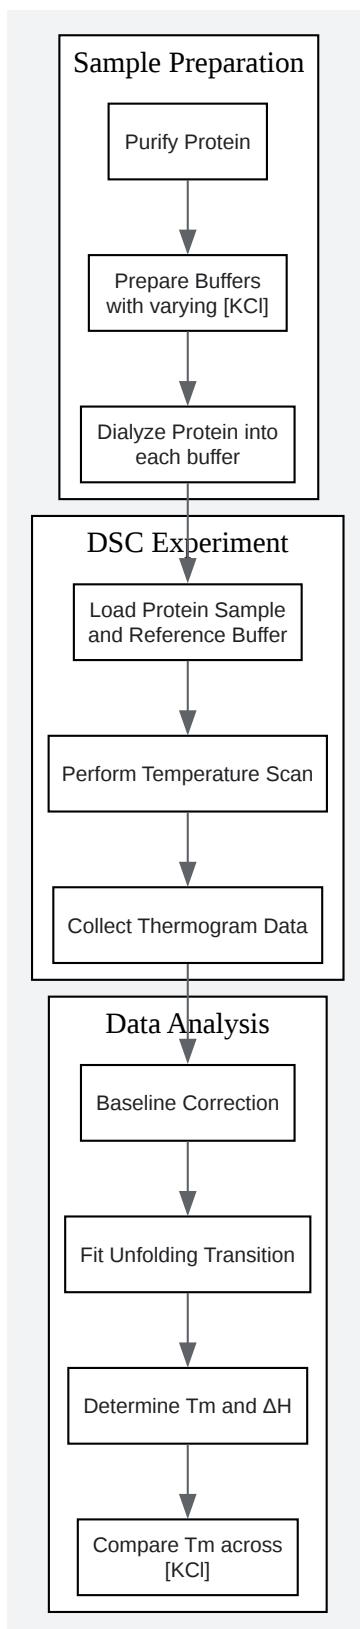 Sample Preparation
Purify Protein
Prepare Buffers
with varying [KCl]
Dialyze Protein into
each buffer
DSC Experiment
Load Protein Sample
and Reference Buffer
Perform Temperature Scan
Collect Thermogram Data
Data Analysis
Baseline Correction
Fit Unfolding Transition
Determine Tm and ΔH
Compare Tm across
[KCl]